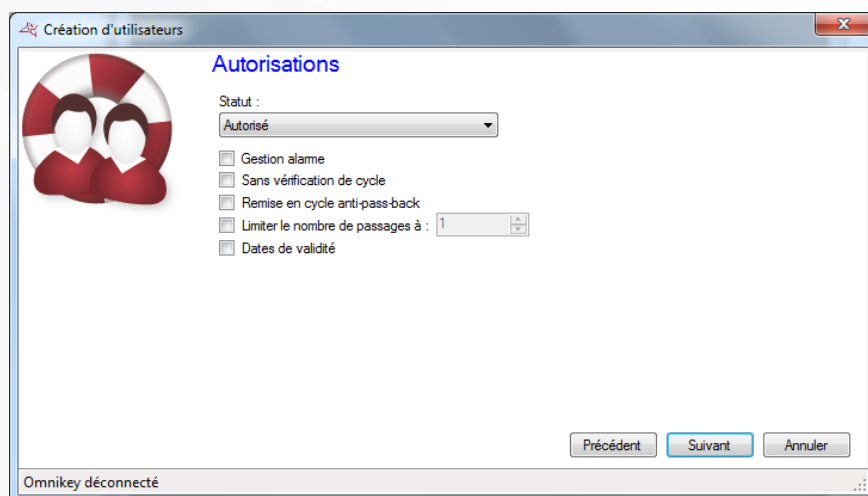 Création d'utilisateurs
Autorisations
Statut :
Autorisé
Gestion alarme
Sans vérification de cycle
Remise en cycle anti-pass-back
Limiter le nombre de passages à : 1
Dates de validité
Précédent Suivant Annuler
Omnikey déconnecté